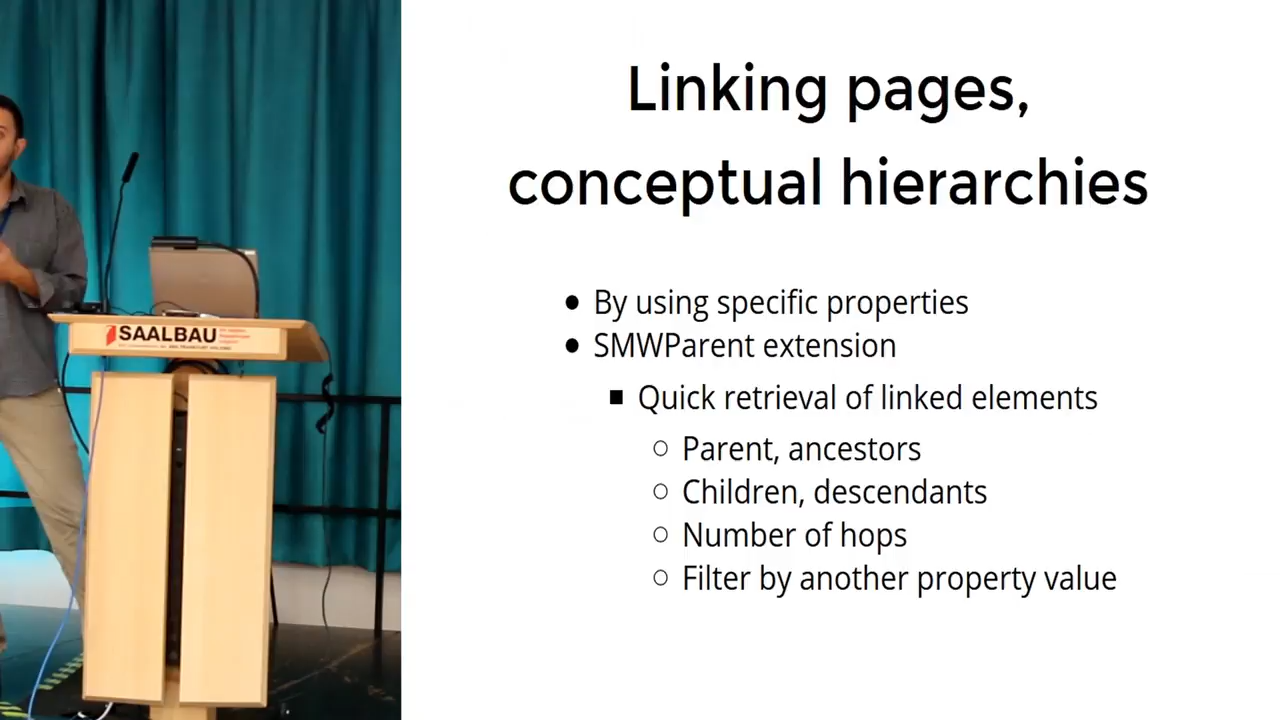 Linking pages,
conceptual hierarchies
● By using specific properties
● SMWParent extension
■ Quick retrieval of linked elements
○ Parent, ancestors
○ Children, descendants
○ Number of hops
○ Filter by another property value
SAALBAU